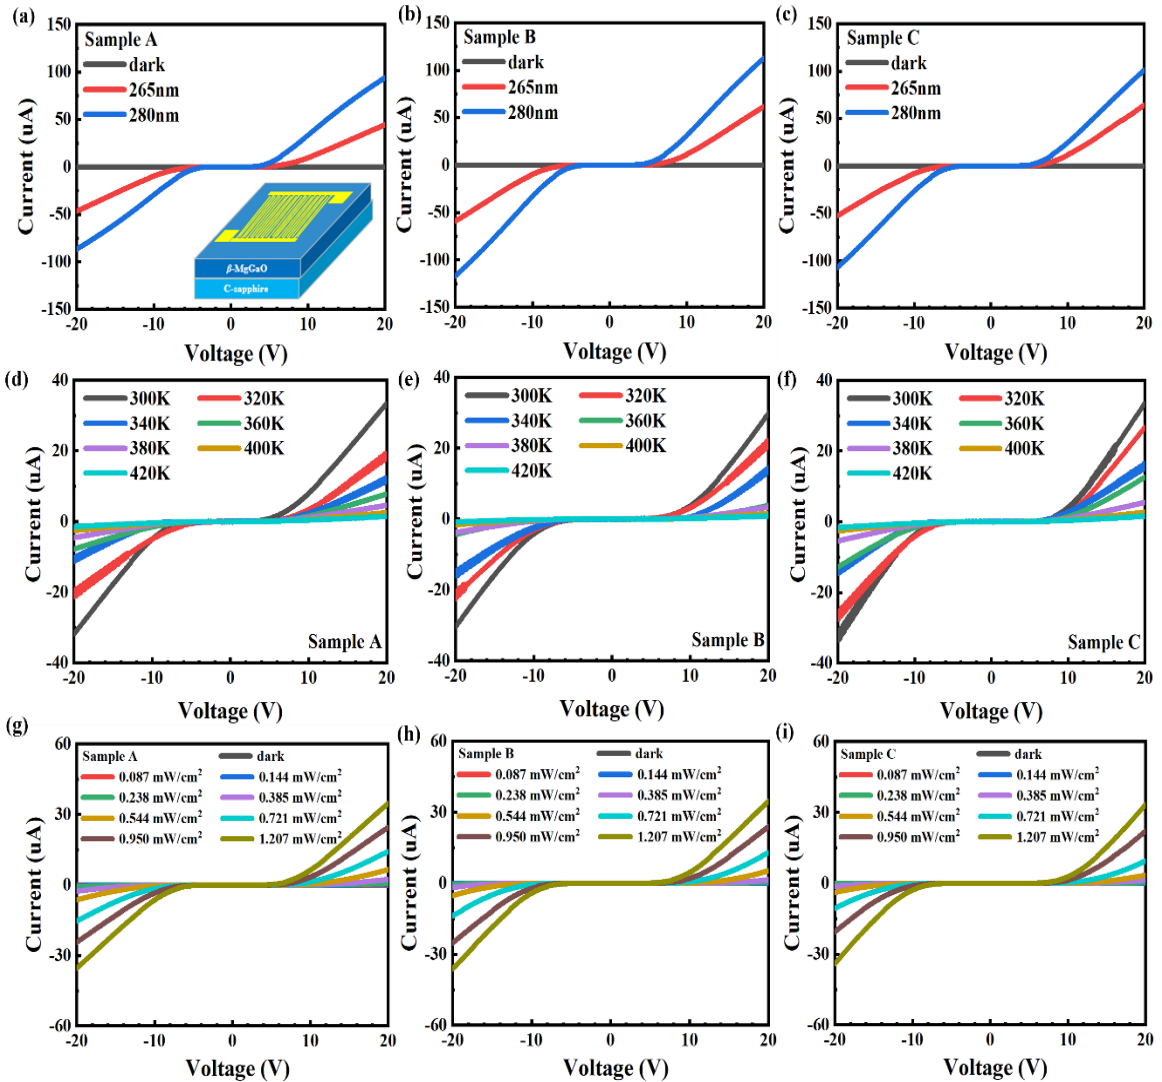 (a)
Sample A
dark
265nm
280nm
150
100
50
0
-50
-100
-150
-20
-10
0
10
20
Current (uA)
Voltage (V)
β-MgGaO
C-sapphire
(b)
Sample B
dark
265nm
280nm
150
100
50
0
-50
-100
-150
-20
-10
0
10
20
Current (uA)
Voltage (V)
(c)
Sample C
dark
265nm
280nm
150
100
50
0
-50
-100
-150
-20
-10
0
10
20
Current (uA)
Voltage (V)
(d)
300K 320K
340K 360K
380K 400K
420K
40
20
0
-20
-40
-20
-10
0
10
20
Current (uA)
Voltage (V)
Sample A
(e)
300K 320K
340K 360K
380K 400K
420K
40
20
0
-20
-40
-20
-10
0
10
20
Current (uA)
Voltage (V)
Sample B
(f)
300K 320K
340K 360K
380K 400K
420K
40
20
0
-20
-40
-20
-10
0
10
20
Current (uA)
Voltage (V)
Sample C
(g)
Sample A dark
0.087 mW/cm² 0.144 mW/cm²
0.238 mW/cm² 0.385 mW/cm²
0.544 mW/cm² 0.721 mW/cm²
0.950 mW/cm² 1.207 mW/cm²
60
30
0
-30
-60
-20
-10
0
10
20
Current (uA)
Voltage (V)
(h)
Sample B dark
0.087 mW/cm² 0.144 mW/cm²
0.238 mW/cm² 0.385 mW/cm²
0.544 mW/cm² 0.721 mW/cm²
0.950 mW/cm² 1.207 mW/cm²
60
30
0
-30
-60
-20
-10
0
10
20
Current (uA)
Voltage (V)
(i)
Sample C dark
0.087 mW/cm² 0.144 mW/cm²
0.238 mW/cm² 0.385 mW/cm²
0.544 mW/cm² 0.721 mW/cm²
0.950 mW/cm² 1.207 mW/cm²
60
30
0
-30
-60
-20
-10
0
10
20
Current (uA)
Voltage (V)